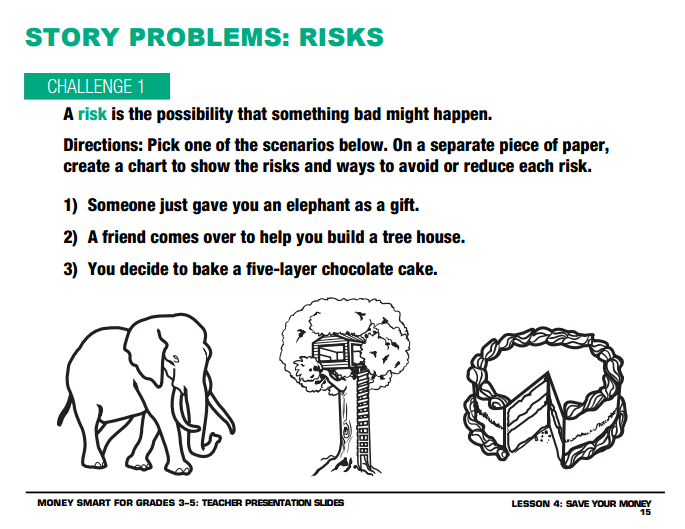 STORY PROBLEMS: RISKS
CHALLENGE 1
A risk is the possibility that something bad might happen.
Directions: Pick one of the scenarios below. On a separate piece of paper,
create a chart to show the risks and ways to avoid or reduce each risk.
1) Someone just gave you an elephant as a gift.
2) A friend comes over to help you build a tree house.
3) You decide to bake a five-layer chocolate cake.
MONEY SMART FOR GRADES 3–5: TEACHER PRESENTATION SLIDES
LESSON 4: SAVE YOUR MONEY
15